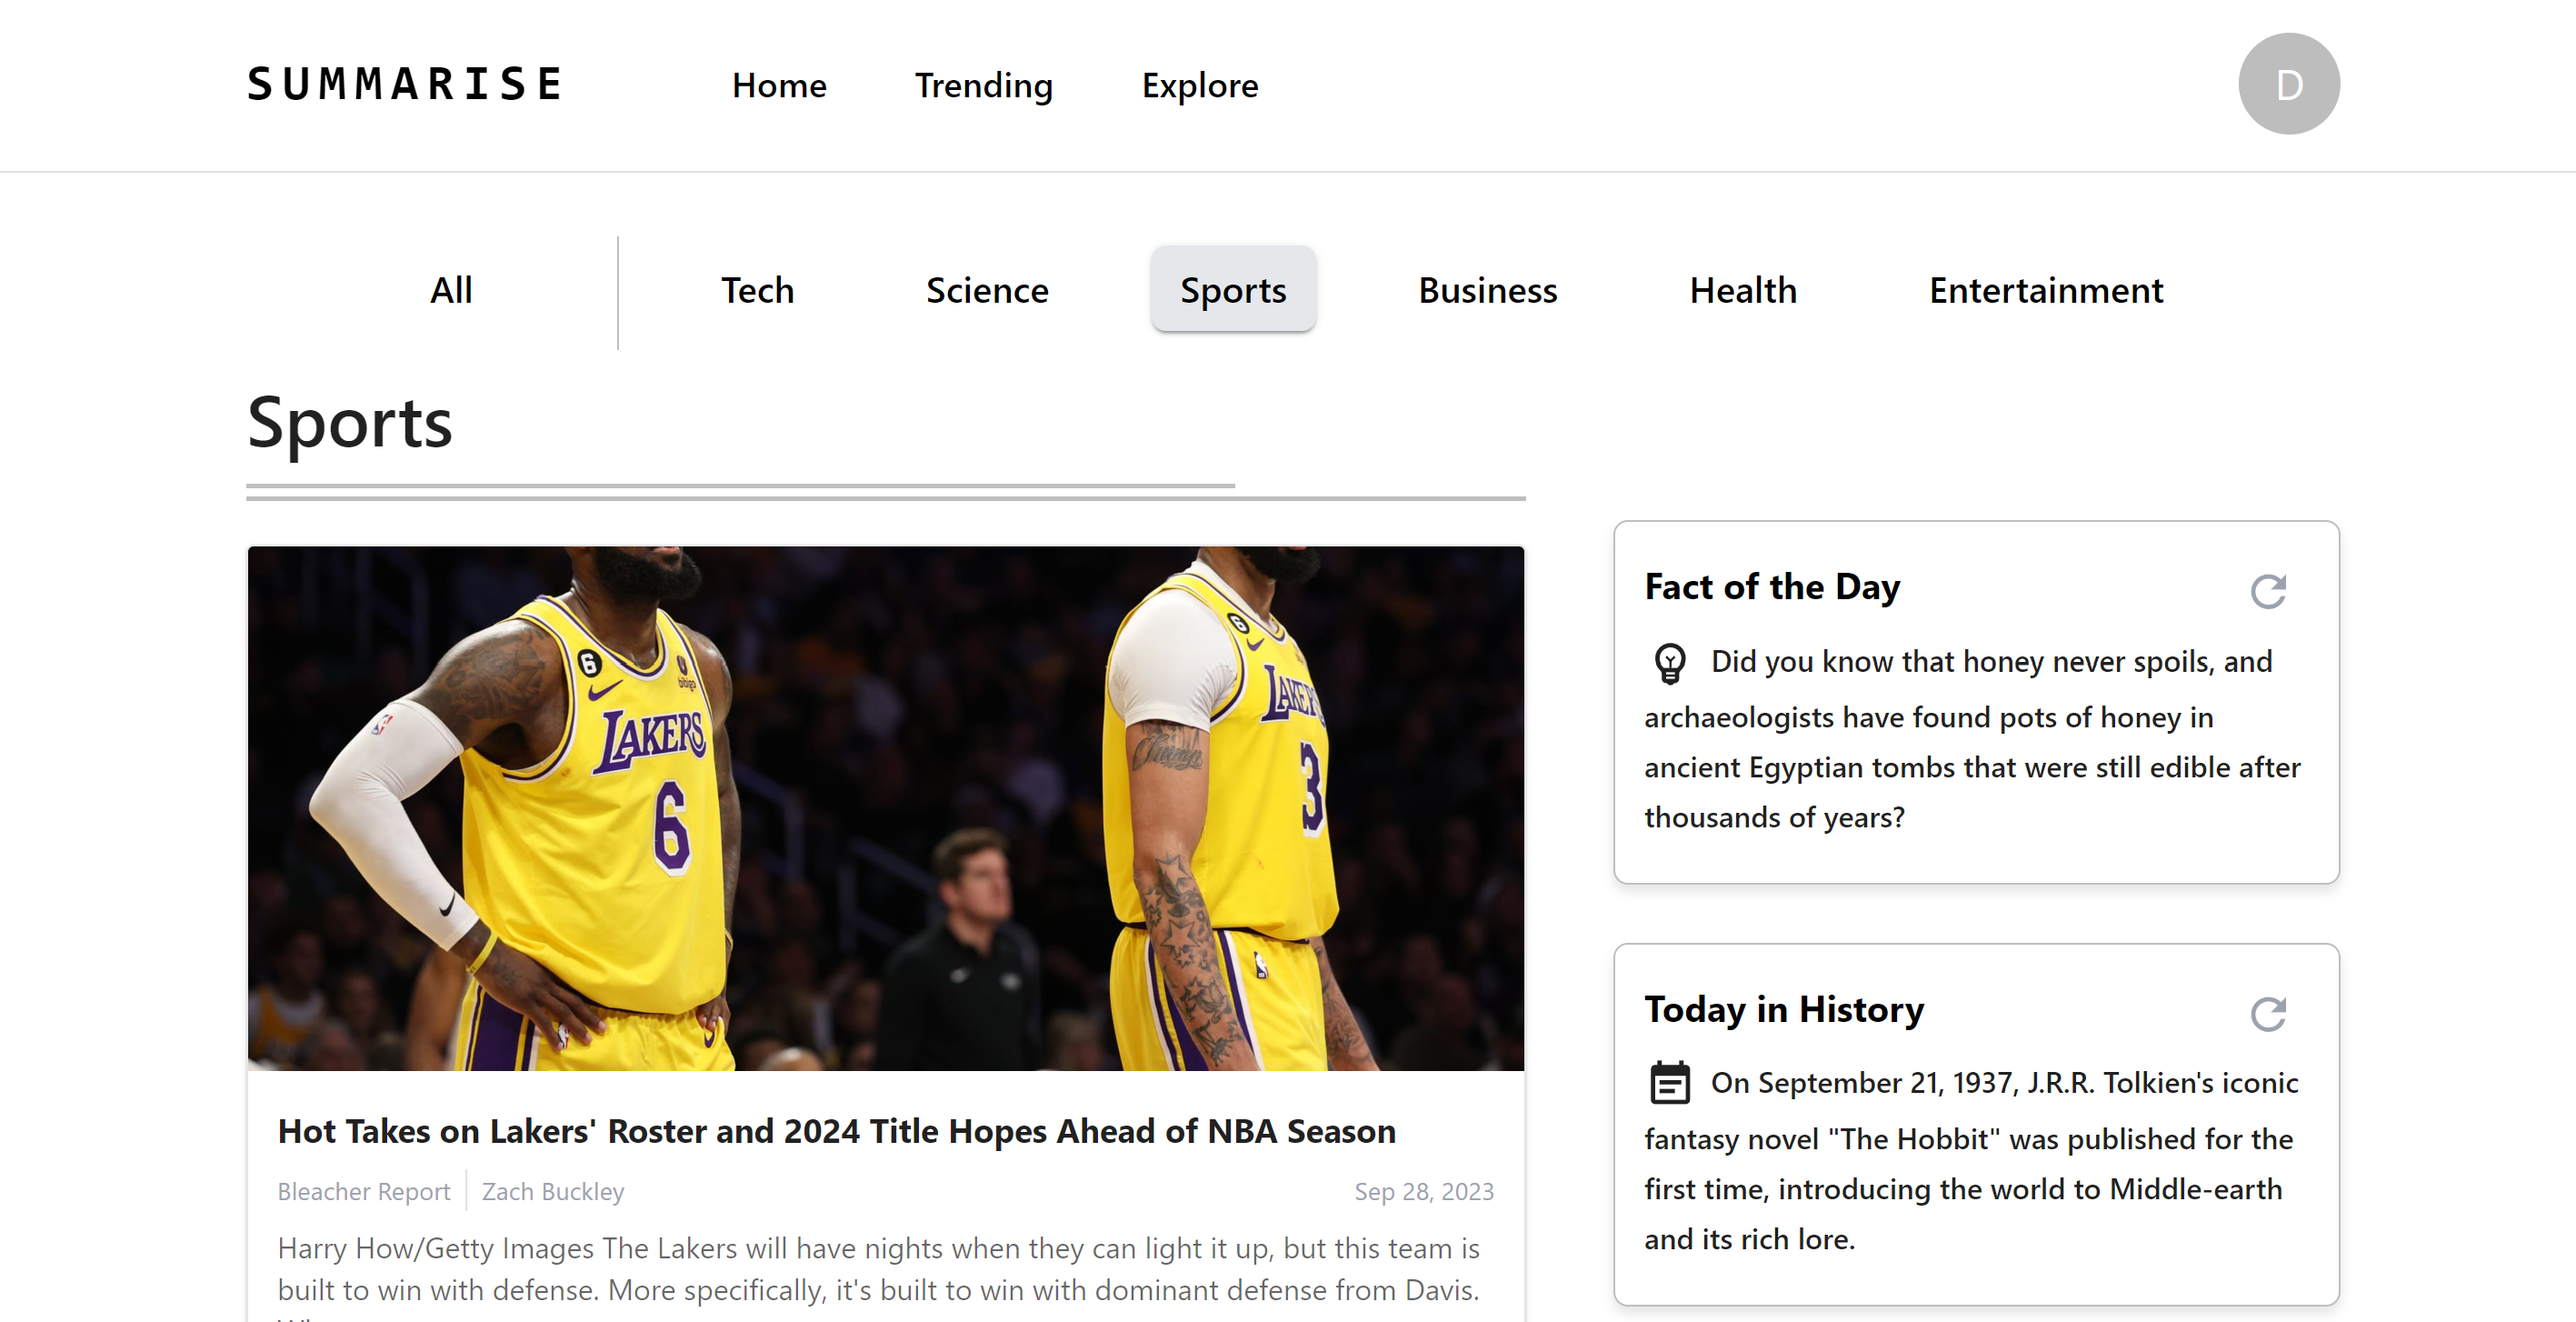 SUMMARISE
Home Trending Explore
D
All Tech Science Sports Business Health Entertainment
Sports
6
bibigo
LAKERS
6
6
LAKERS
3
Hot Takes on Lakers' Roster and 2024 Title Hopes Ahead of NBA Season
Bleacher Report Zach Buckley Sep 28, 2023
Harry How/Getty Images The Lakers will have nights when they can light it up, but this team is
built to win with defense. More specifically, it's built to win with dominant defense from Davis.
Fact of the Day
Did you know that honey never spoils, and
archaeologists have found pots of honey in
ancient Egyptian tombs that were still edible after
thousands of years?
Today in History
On September 21, 1937, J.R.R. Tolkien's iconic
fantasy novel "The Hobbit" was published for the
first time, introducing the world to Middle-earth
and its rich lore.